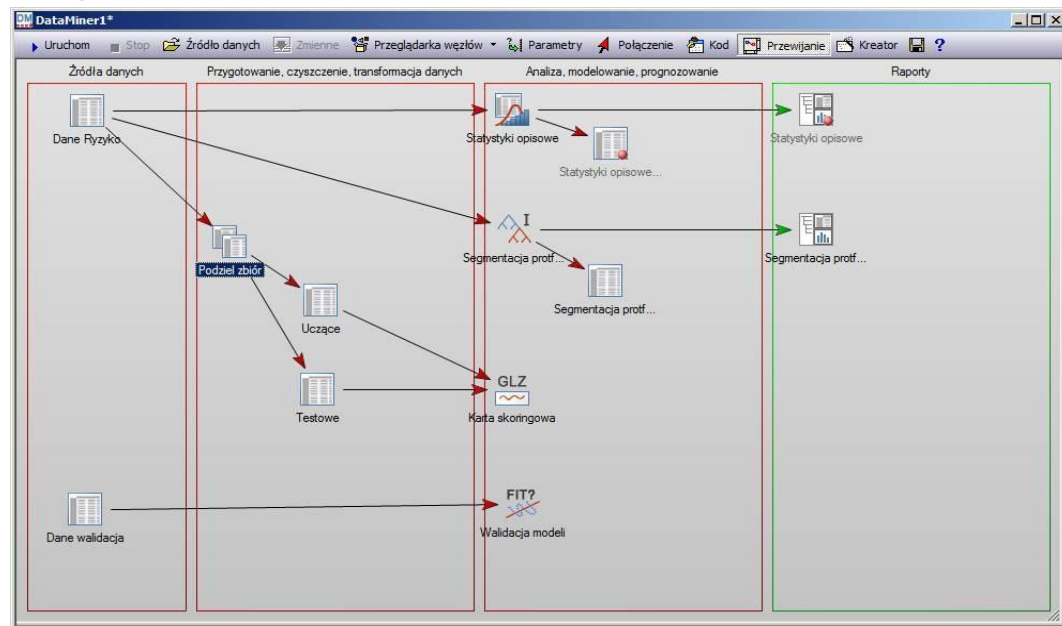 DM DataMiner1*
Uruchom Stop Źródło danych Zmienne Przeglądarka węzłów Parametry Połączenie Kod Przewijanie Kreator ?
Źródła danych Przygotowanie, czyszczenie, transformacja danych Analiza, modelowanie, prognozowanie Raporty
Dane Ryzyko Statystyki opisowe Statystyki opisowe
Statystyki opisowe...
I
Podziel zbiór Segmentacja protf... Segmentacja protf...
Segmentacja protf...
Uczące
GLZ
Testowe Karta skoringowa
FIT?
Dane walidacja Walidacja modeli